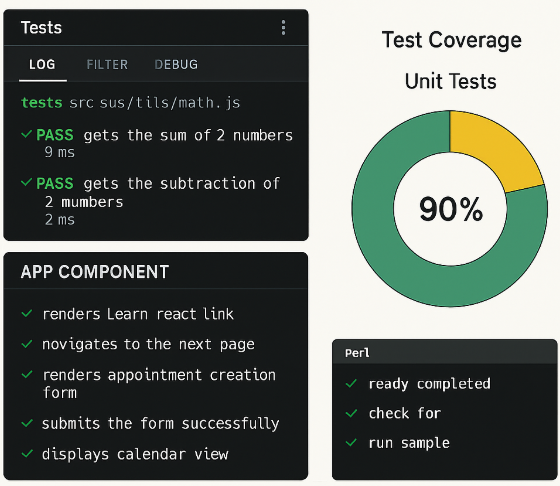 Tests
LOG FILTER DEBUG
tests src sus/tils/math.js
PASS gets the sum of 2 numbers
9 ms
PASS gets the subtraction of
2 mumbers
2 ms
APP COMPONENT
renders Learn react link
novigates to the next page
renders appointment creation
form
submits the form successfully
displays calendar view
Test Coverage
Unit Tests
90%
Perl
ready completed
check for
run sample